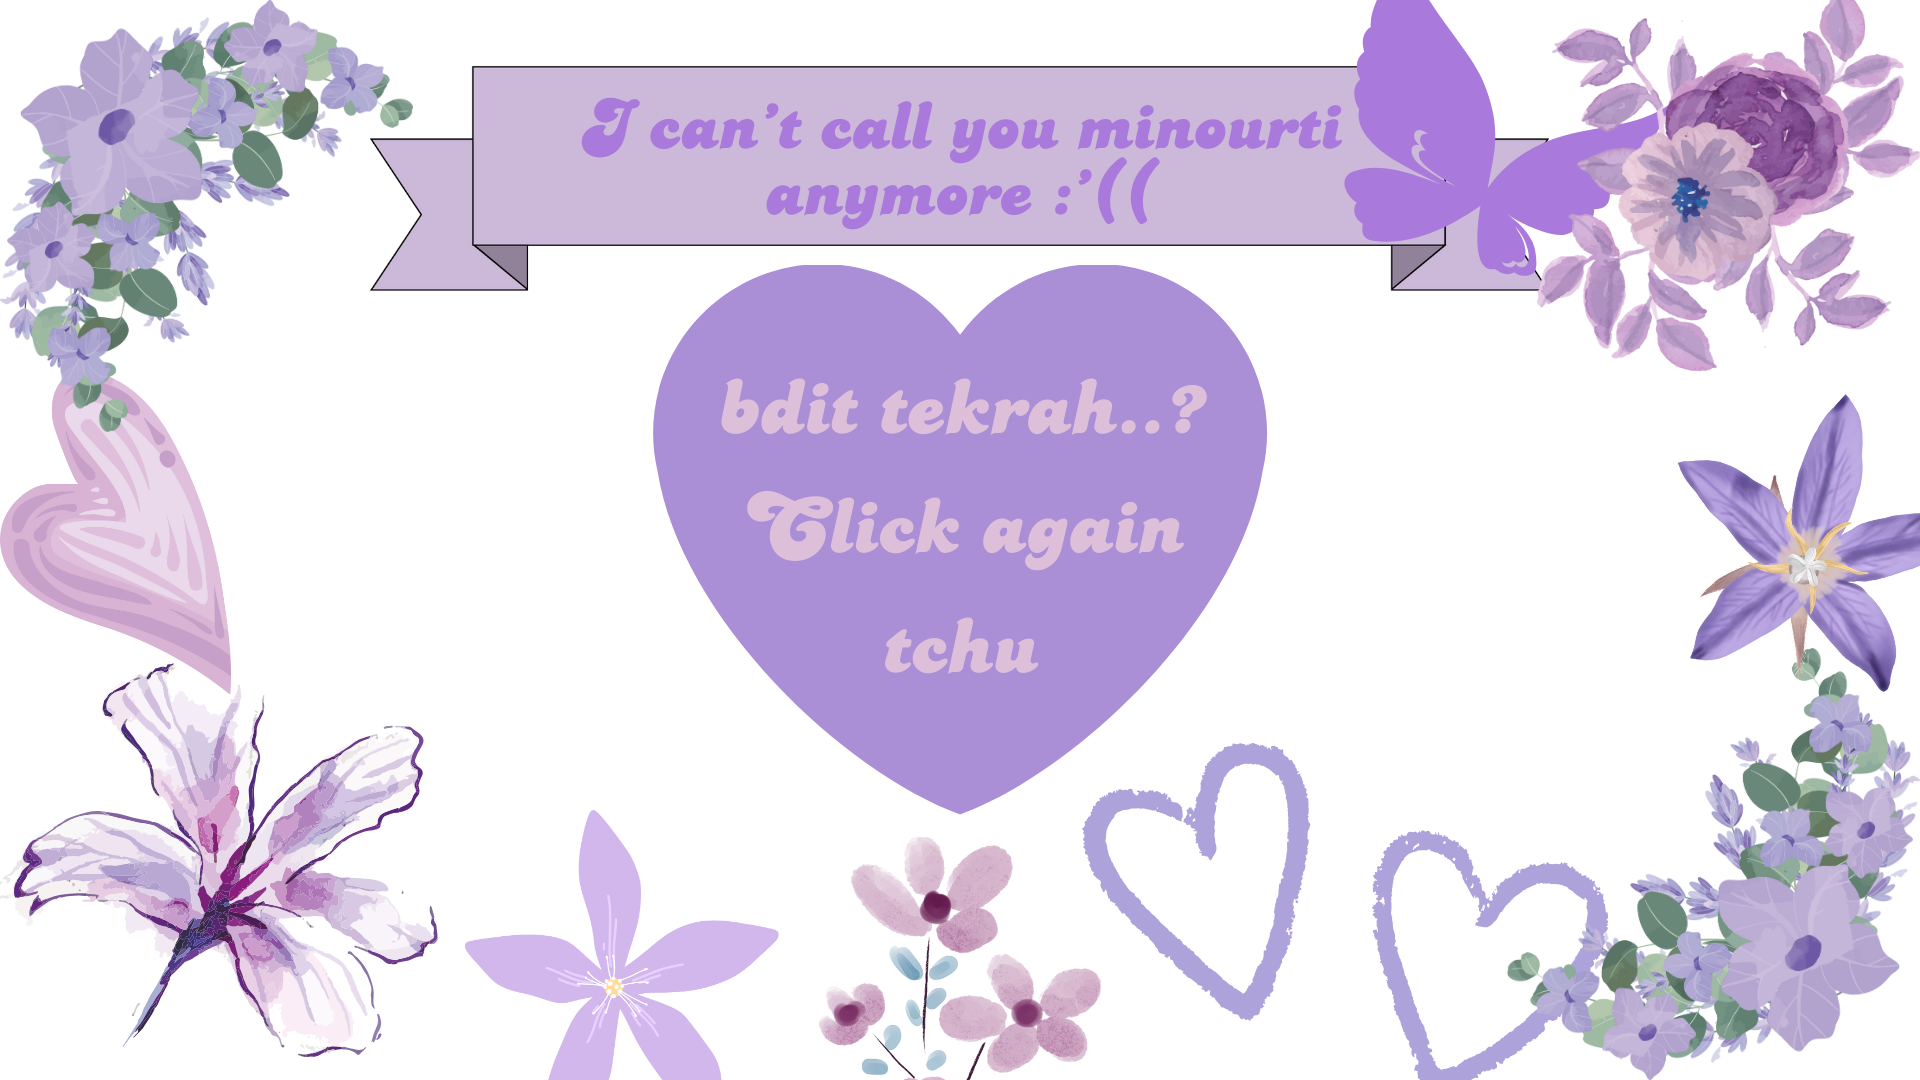 I can't call you minourti
anymore :'((
bdit tekrah..?
Click again
tchu